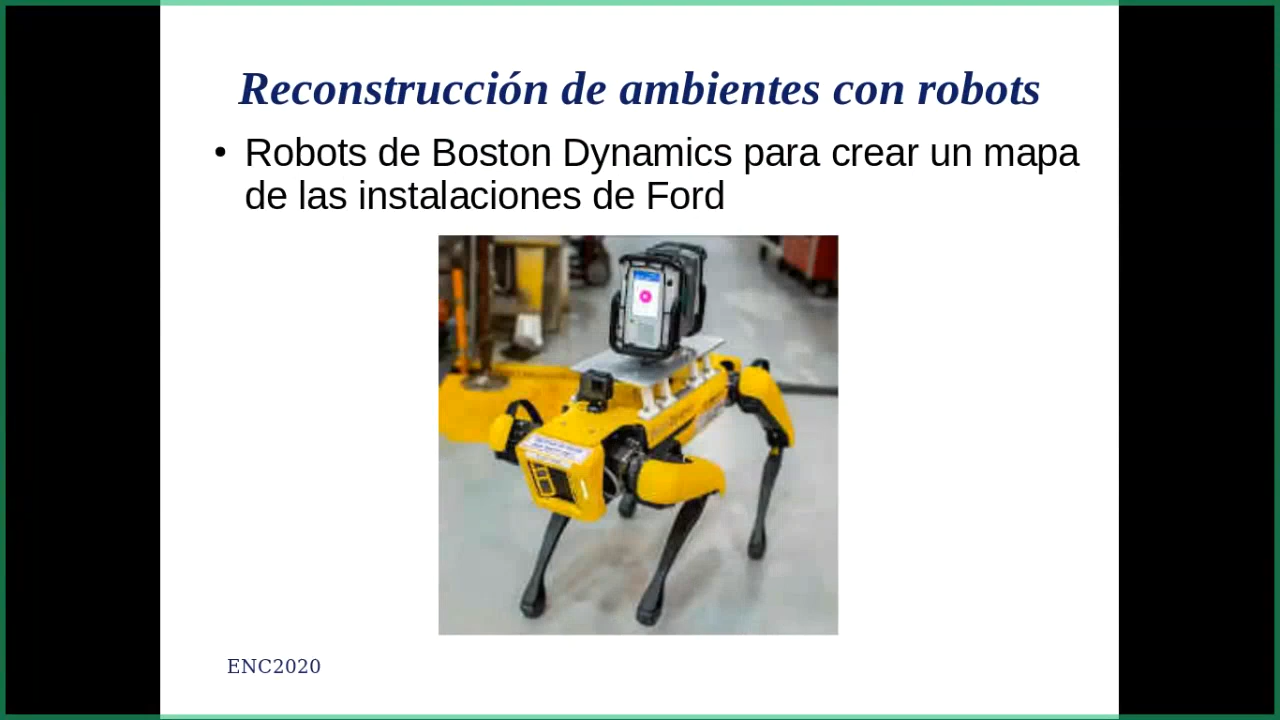 Reconstrucción de ambientes con robots
• Robots de Boston Dynamics para crear un mapa
de las instalaciones de Ford
ENC2020